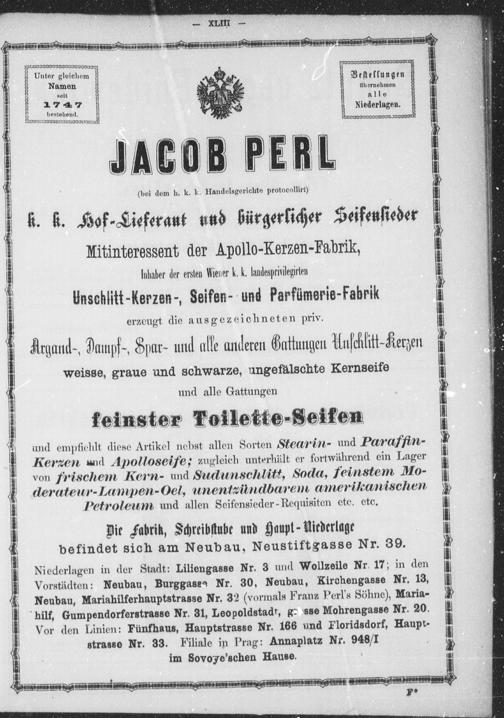 — XLIII —
Unter gleichem
Namen
seit
1747
bestehend.
Bestellungen
übernehmen
alle
Niederlagen.
JACOB PERL
(bei dem h. k. k. Handelsgerichte protocollirt)
k. k. Hof-Lieferant und bürgerlicher Seifensieder
Mitinteressent der Apollo-Kerzen-Fabrik,
Inhaber der ersten Wiener k. k. landesprivilegirten
Unschlitt-Kerzen-, Seifen- und Parfümerie-Fabrik
erzeugt die ausgezeichneten priv.
Argand-, Dampf-, Spar- und alle anderen Gattungen Unschlitt-Kerzen
weisse, graue und schwarze, ungefälschte Kernseife
und alle Gattungen
feinster Toilette-Seifen
und empfiehlt diese Artikel nebst allen Sorten Stearin- und Paraffin-
Kerzen und Apolloseife; zugleich unterhält er fortwährend ein Lager
von frischem Kern- und Sudunschlitt, Soda, feinstem Mo-
derateur-Lampen-Oel, unentzündbarem amerikanischen
Petroleum und allen Seifensieder-Requisiten etc. etc.
Die Fabrik, Schreibstube und Haupt-Niederlage
befindet sich am Neubau, Neustiftgasse Nr. 39.
Niederlagen in der Stadt: Liliengasse Nr. 3 und Wollzeile Nr. 17; in den
Vorstädten: Neubau, Burggasse Nr. 30, Neubau, Kirchengasse Nr. 13,
Neubau, Mariahilferhauptstrasse Nr. 32 (vormals Franz Perl's Söhne), Maria-
hilf, Gumpendorferstrasse Nr. 31, Leopoldstadt, grosse Mohrengasse Nr. 20.
Vor den Linien: Fünfhaus, Hauptstrasse Nr. 166 und Floridsdorf, Haupt-
strasse Nr. 33. Filiale in Prag: Annaplatz Nr. 948/I
im Sovoye'schen Hause.
F*